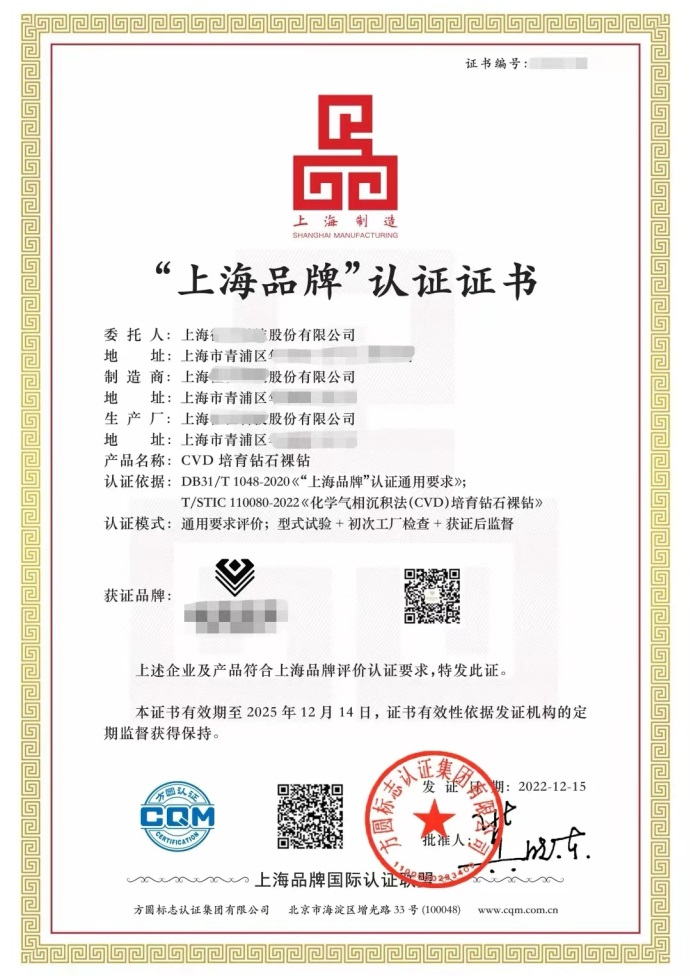 证书编号：
上海制造
SHANGHAI MANUFACTURING
“上海品牌”认证证书
委托人：上海 股份有限公司
地址：上海市青浦区
制造商：上海 股份有限公司
地址：上海市青浦区
生产厂：上海 股份有限公司
地址：上海市青浦区
产品名称：CVD 培育钻石裸钻
认证依据：DB31/T 1048-2020《“上海品牌”认证通用要求》；
T/STIC 110080-2022《化学气相沉积法(CVD)培育钻石裸钻》
认证模式：通用要求评价；型式试验 + 初次工厂检查 + 获证后监督
获证品牌：
上述企业及产品符合上海品牌评价认证要求，特发此证。
本证书有效期至 2025 年 12 月 14 日，证书有效性依据发证机构的定
期监督获得保持。
方圆标志认证集团有限公司
发证日期：2022-12-15
方圆认证
CQM
CERTIFICATION
批准人：
上海品牌国际认证联盟
方圆标志认证集团有限公司 北京市海淀区增光路 33 号 (100048) www.cqm.com.cn